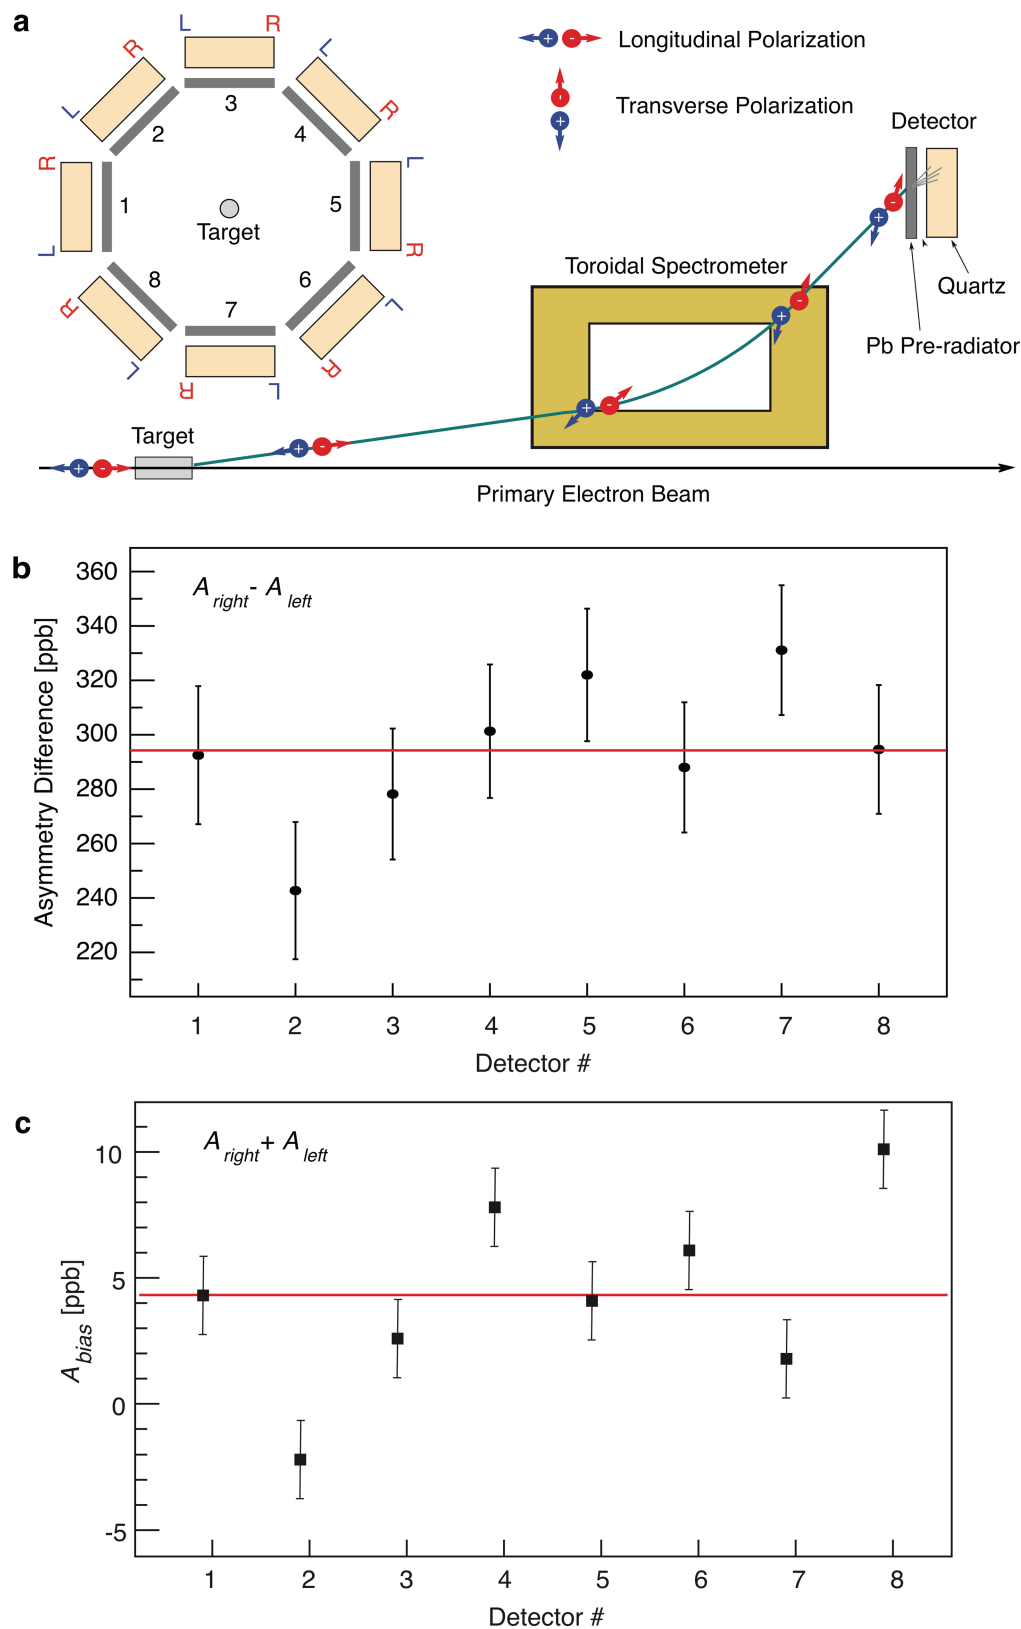 a
L R
R L
L R
3
2 4
R L
1 5
Target
L R
8 6
7
R L
L R
R L
+ - Longitudinal Polarization
- Transverse Polarization
+
Detector
Quartz
Pb Pre-radiator
Toroidal Spectrometer
+ -
+ -
+ -
+ -
Target
+ -
Primary Electron Beam
b
A right - A left
Asymmetry Difference [ppb]
360
340
320
300
280
260
240
220
1 2 3 4 5 6 7 8
Detector #
c
A right + A left
A bias [ppb]
10
5
0
-5
1 2 3 4 5 6 7 8
Detector #